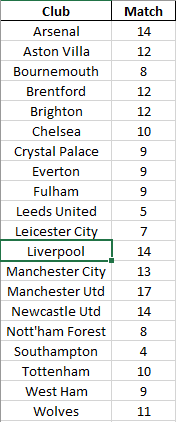 Club Match
Arsenal 14
Aston Villa 12
Bournemouth 8
Brentford 12
Brighton 12
Chelsea 10
Crystal Palace 9
Everton 9
Fulham 9
Leeds United 5
Leicester City 7
Liverpool 14
Manchester City 13
Manchester Utd 17
Newcastle Utd 14
Nott'ham Forest 8
Southampton 4
Tottenham 10
West Ham 9
Wolves 11